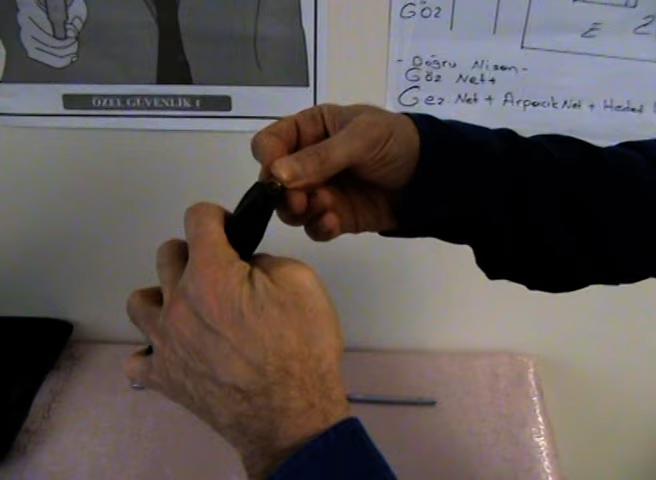 GÖZ
E
- Doğru Nişan -
Göz Net +
Gez Net + Arpacık Net + Hedef
ÖZEL GÜVENLİK 1